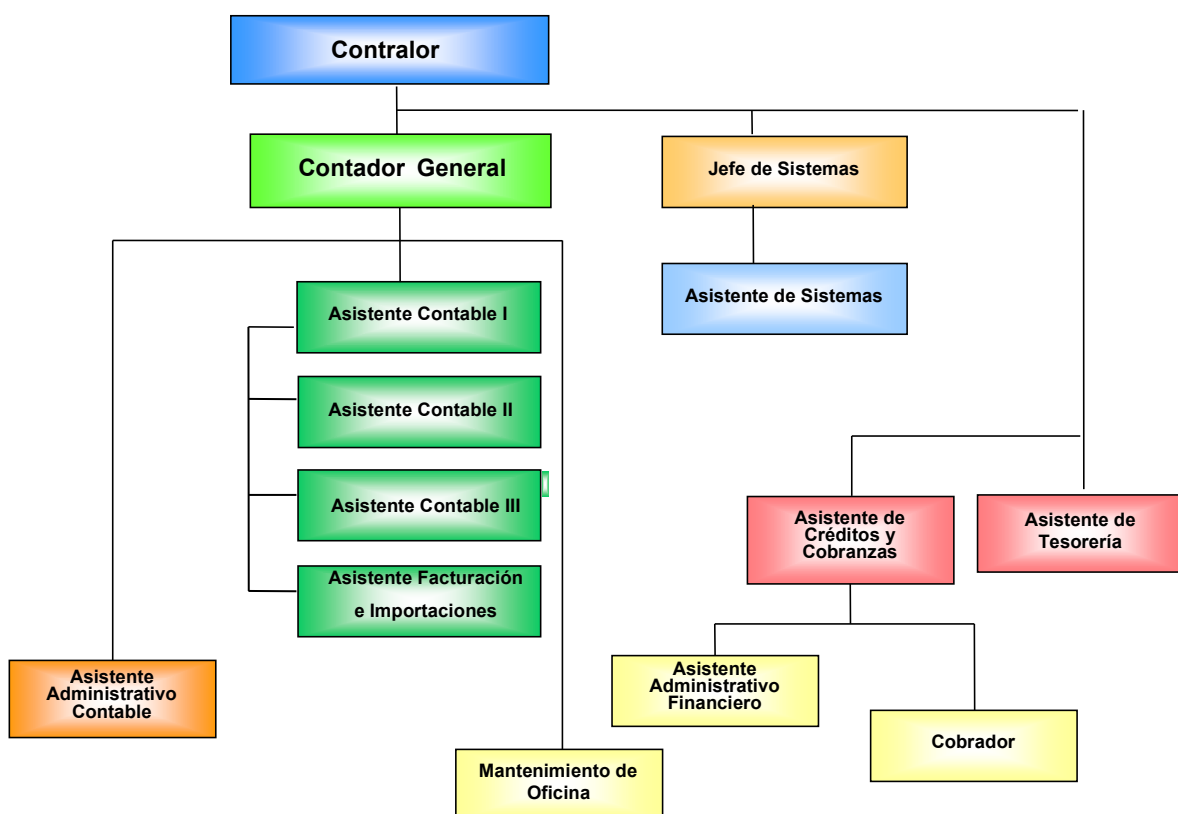 Contralor
Contador General
Jefe de Sistemas
Asistente de Sistemas
Asistente Contable I
Asistente Contable II
Asistente Contable III
Asistente Facturación
e Importaciones
Asistente de
Créditos y
Cobranzas
Asistente de
Tesorería
Asistente
Administrativo
Contable
Asistente
Administrativo
Financiero
Cobrador
Mantenimiento de
Oficina